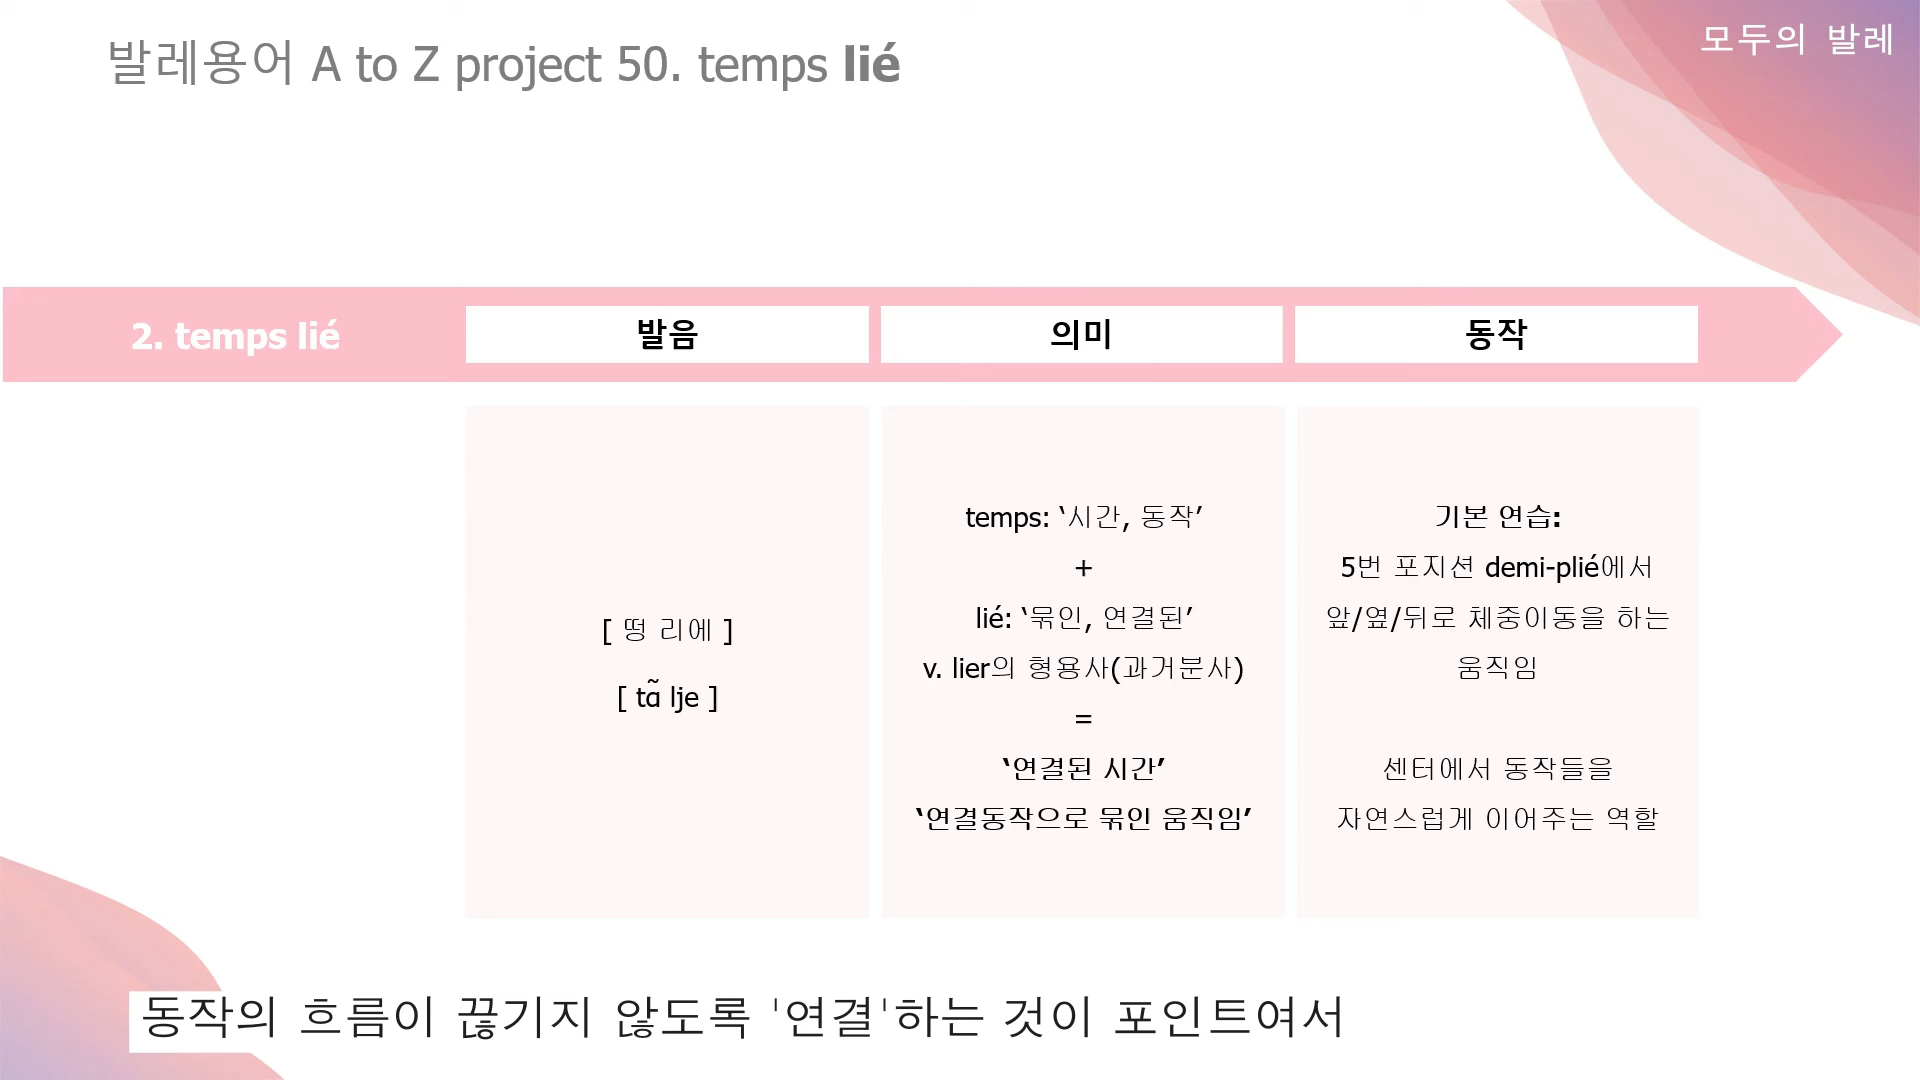 발레용어 A to Z project 50. temps lié
모두의 발레
2. temps lié
발음
의미
동작
[ 떵 리에 ]
[ tɑ̃ lje ]
temps: ‘시간, 동작’
+
lié: ‘묶인, 연결된’
v. lier의 형용사(과거분사)
=
‘연결된 시간’
‘연결동작으로 묶인 움직임’
기본 연습:
5번 포지션 demi-plié에서
앞/옆/뒤로 체중이동을 하는
움직임
센터에서 동작들을
자연스럽게 이어주는 역할
동작의 흐름이 끊기지 않도록 '연결'하는 것이 포인트여서